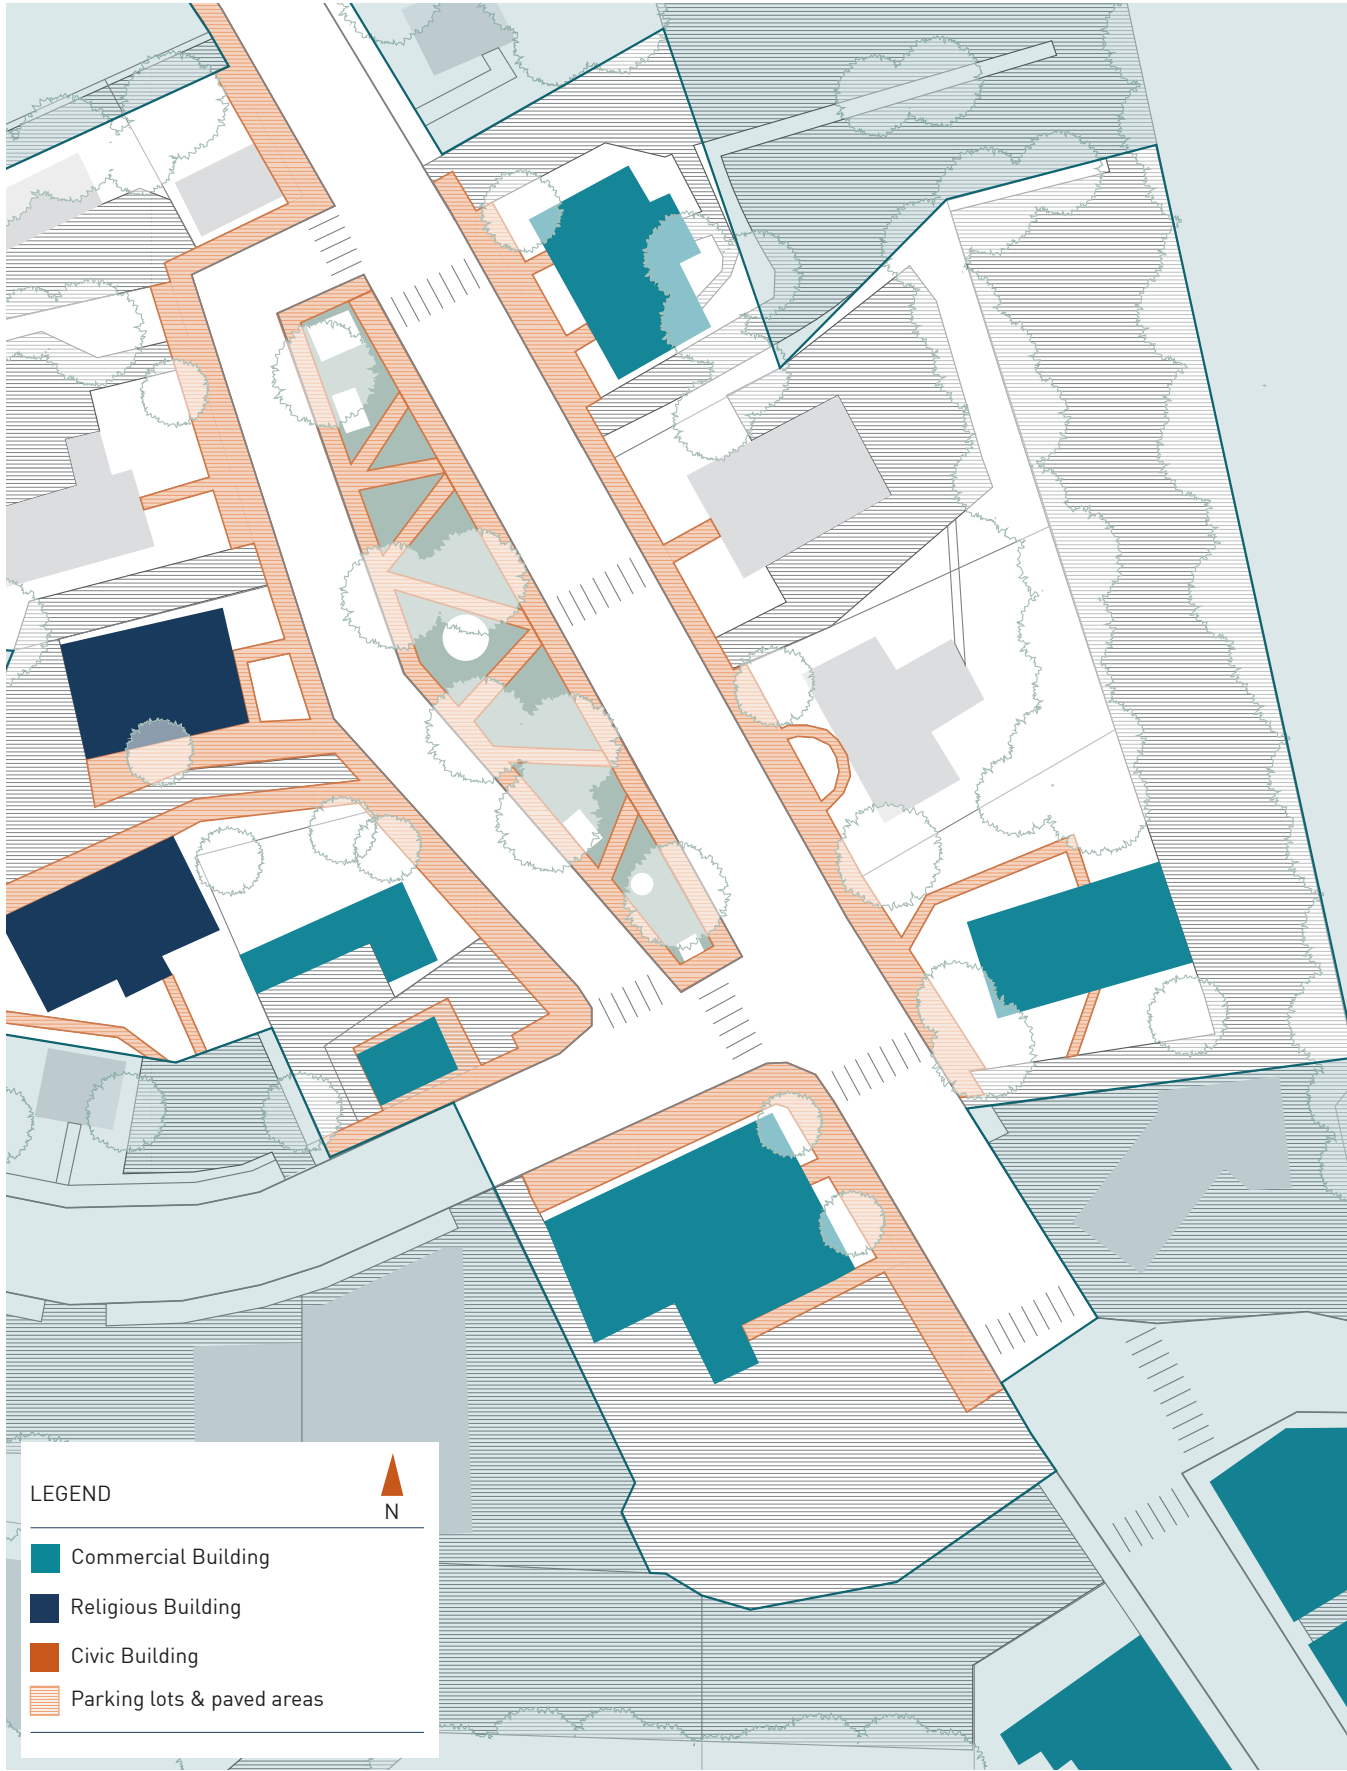 LEGEND
N
Commercial Building
Religious Building
Civic Building
Parking lots & paved areas